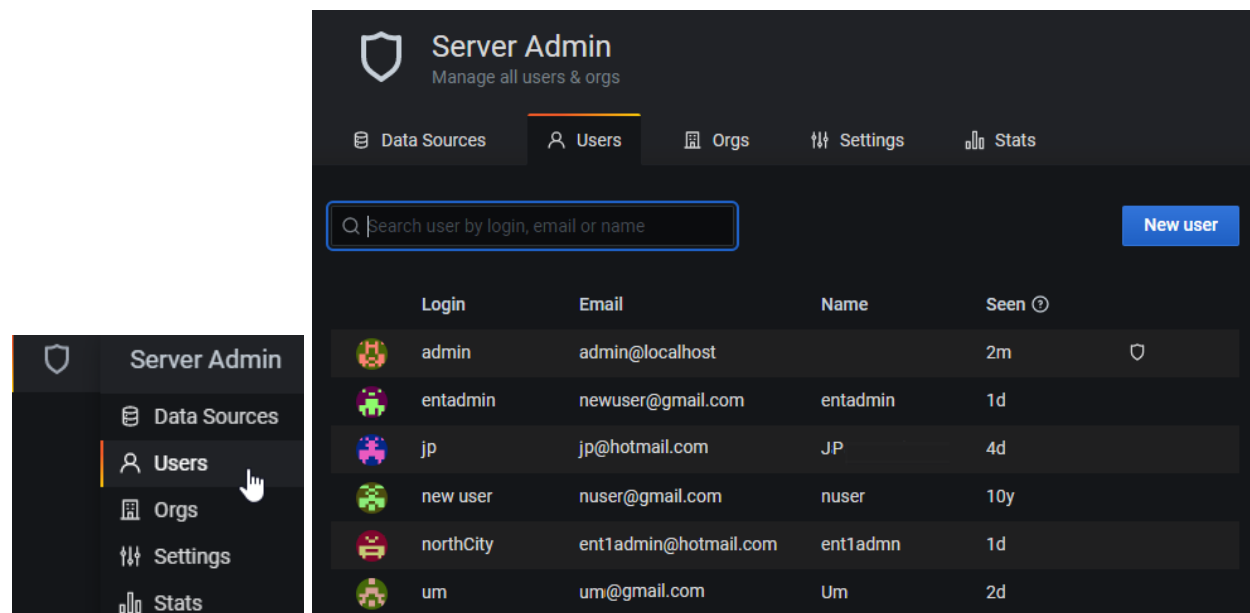 Server Admin
Data Sources
Users
Orgs
Settings
Stats
Server Admin
Manage all users & orgs
Data Sources Users Orgs Settings Stats
Search user by login, email or name New user
Login Email Name Seen
admin admin@localhost 2m
entadmin newuser@gmail.com entadmin 1d
jp jp@hotmail.com JP 4d
new user nuser@gmail.com nuser 10y
northCity ent1admin@hotmail.com ent1admn 1d
um um@gmail.com Um 2d